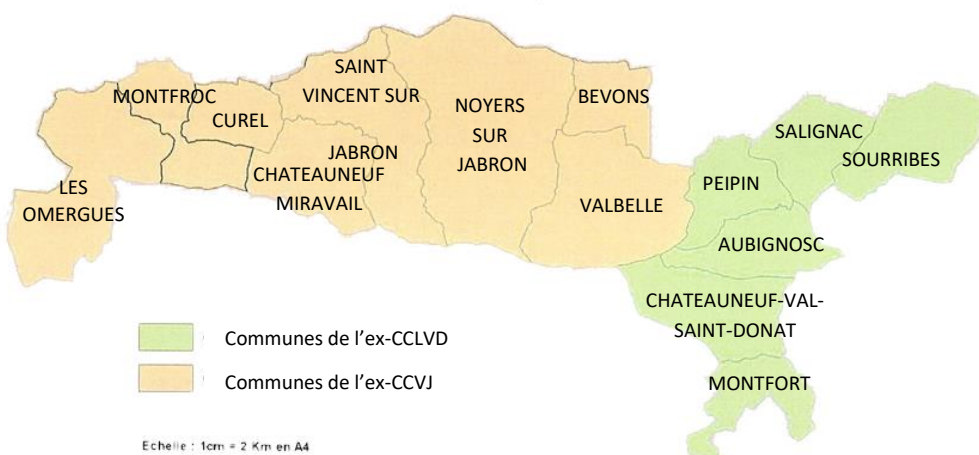 MONTFROC
CUREL
LES
OMERGUES
SAINT
VINCENT SUR
JABRON
CHATEAUNEUF
MIRAVAIL
NOYERS
SUR
JABRON
BEVONS
VALBELLE
SALIGNAC
SOURRIBES
PEIPIN
AUBIGNOSC
CHATEAUNEUF-VAL-
SAINT-DONAT
MONTFORT
Communes de l’ex-CCLVD
Communes de l’ex-CCVJ
Echelle : 1cm = 2 Km en A4